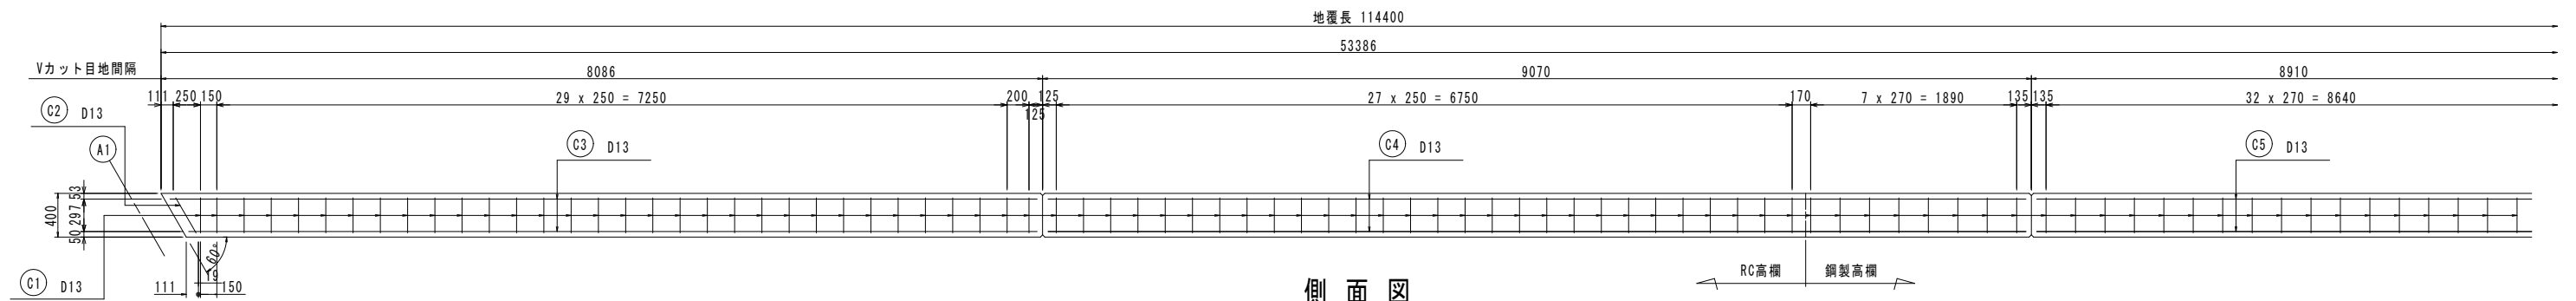 地覆長 114400
53386
Vカット目地間隔
8086
9070
8910
111
250
150
29 x 250 = 7250
200
125
125
27 x 250 = 6750
170
7 x 270 = 1890
135
135
32 x 270 = 8640
C2 D13
A1
C3 D13
C4 D13
C5 D13
53
297
50
400
60°
19
C1 D13
111
150
側面図
RC高欄
鋼製高欄